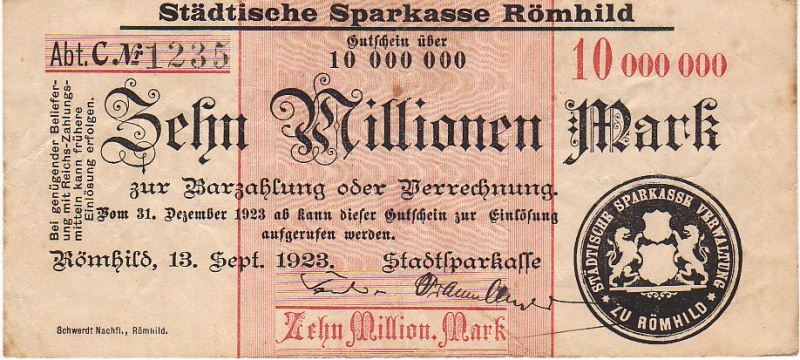 Städtische Sparkasse Römhild
Abt. C. № 1235
Gutschein über
10 000 000
10 000 000
Bei genügender Beliefer-
ung mit Reichs-Zahlungs-
mitteln kann frühere
Einlösung erfolgen.
Zehn Millionen Mark
zur Barzahlung oder Verrechnung.
Vom 31. Dezember 1923 ab kann dieser Gutschein zur Einlösung
aufgerufen werden.
Römhild, 13. Sept. 1923. Stadtsparkasse
STÄDTISCHE SPARKASSE VERWALTUNG
* ZU RÖMHILD *
Zehn Million. Mark
Schwerdt Nachfl., Römhild.